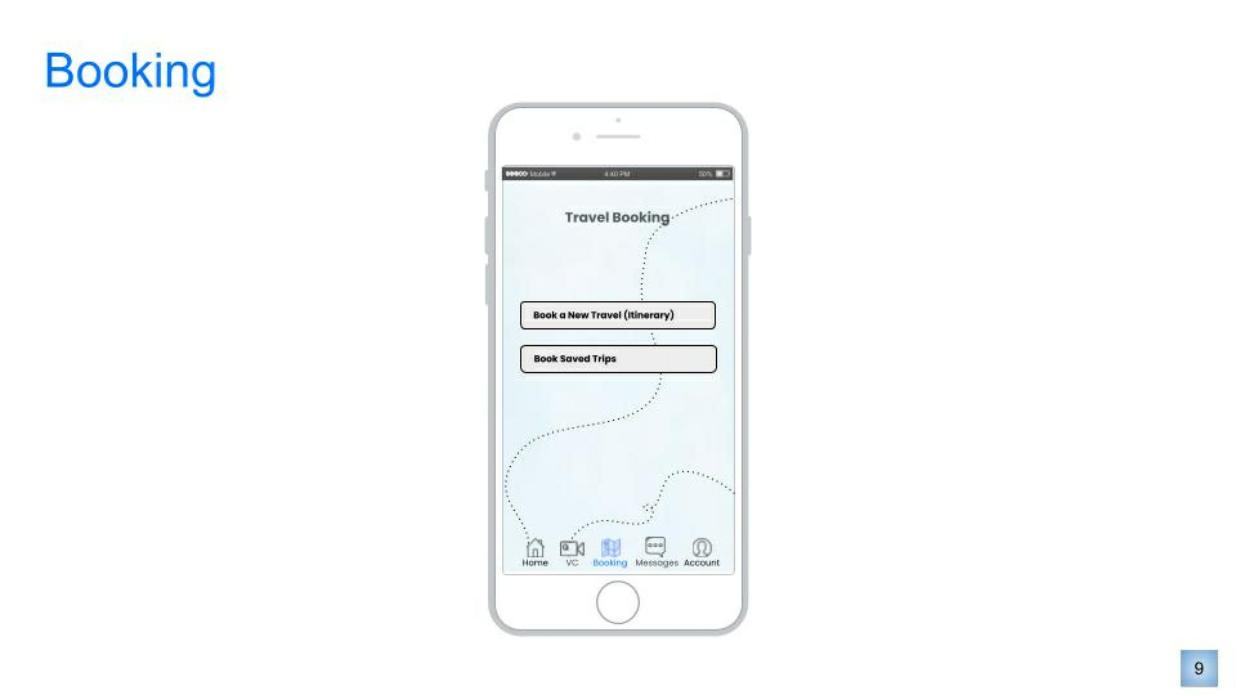 Booking
Mobile 4:40 PM 50%
Travel Booking
Book a New Travel (Itinerary)
Book Saved Trips
Home VC Booking Messages Account
9